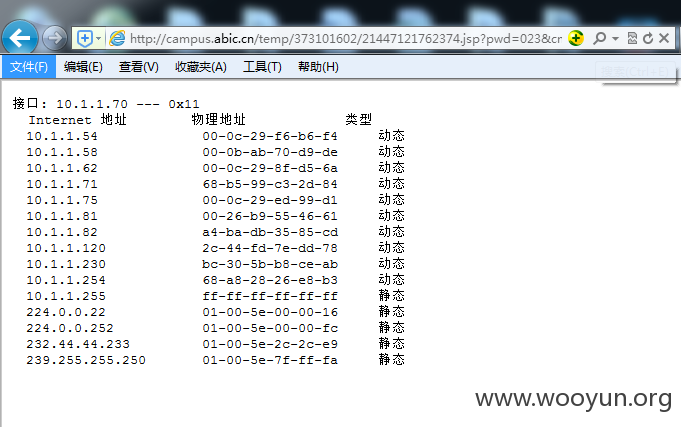 http://campus.abic.cn/temp/373101602/21447121762374.jsp?pwd=023&cr
文件(F) 编辑(E) 查看(V) 收藏夹(A) 工具(T) 帮助(H)
接口: 10.1.1.70 --- 0x11
Internet 地址 物理地址 类型
10.1.1.54 00-0c-29-f6-b6-f4 动态
10.1.1.58 00-0b-ab-70-d9-de 动态
10.1.1.62 00-0c-29-8f-d5-6a 动态
10.1.1.71 68-b5-99-c3-2d-84 动态
10.1.1.75 00-0c-29-ed-99-d1 动态
10.1.1.81 00-26-b9-55-46-61 动态
10.1.1.82 a4-ba-db-35-85-cd 动态
10.1.1.120 2c-44-fd-7e-dd-78 动态
10.1.1.230 bc-30-5b-b8-ce-ab 动态
10.1.1.254 68-a8-28-26-e8-b3 动态
10.1.1.255 ff-ff-ff-ff-ff-ff 静态
224.0.0.22 01-00-5e-00-00-16 静态
224.0.0.252 01-00-5e-00-00-fc 静态
232.44.44.233 01-00-5e-2c-2c-e9 静态
239.255.255.250 01-00-5e-7f-ff-fa 静态
www.wooyun.org